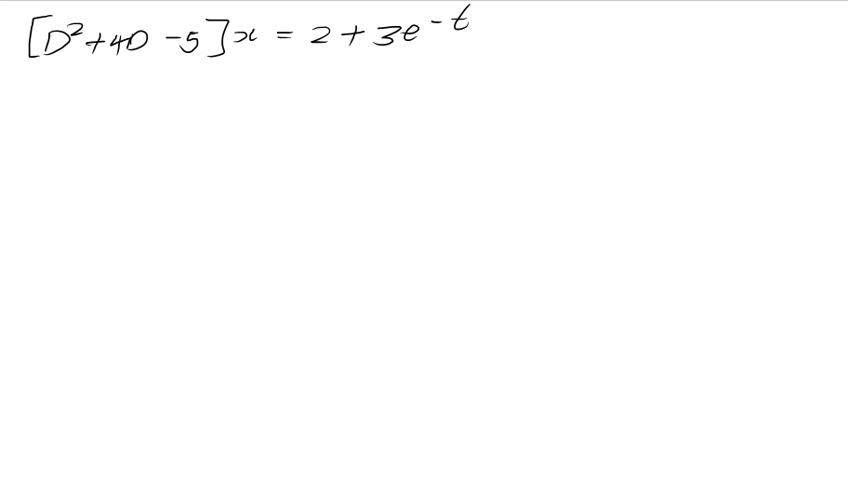 [D²+4D -5]x = 2 + 3e^{-t}